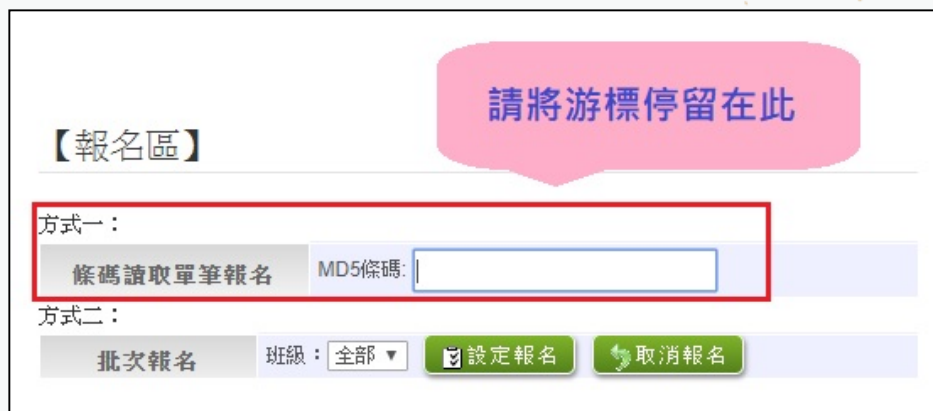 請將游標停留在此
【報名區】
方式一：
條碼讀取單筆報名 MD5條碼:
方式二：
批次報名 班級：全部 設定報名 取消報名